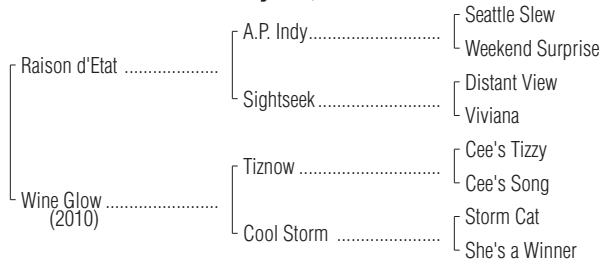 Seattle Slew
A.P. Indy
Weekend Surprise
Raison d'Etat
Distant View
Sightseek
Viviana
Cee's Tizzy
Tiznow
Cee's Song
Wine Glow
(2010)
Storm Cat
Cool Storm
She's a Winner